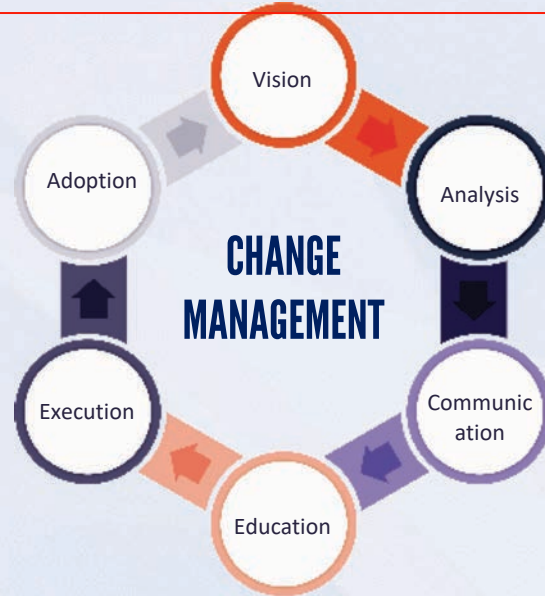 Vision
Adoption
Analysis
CHANGE
MANAGEMENT
Execution
Communic
ation
Education